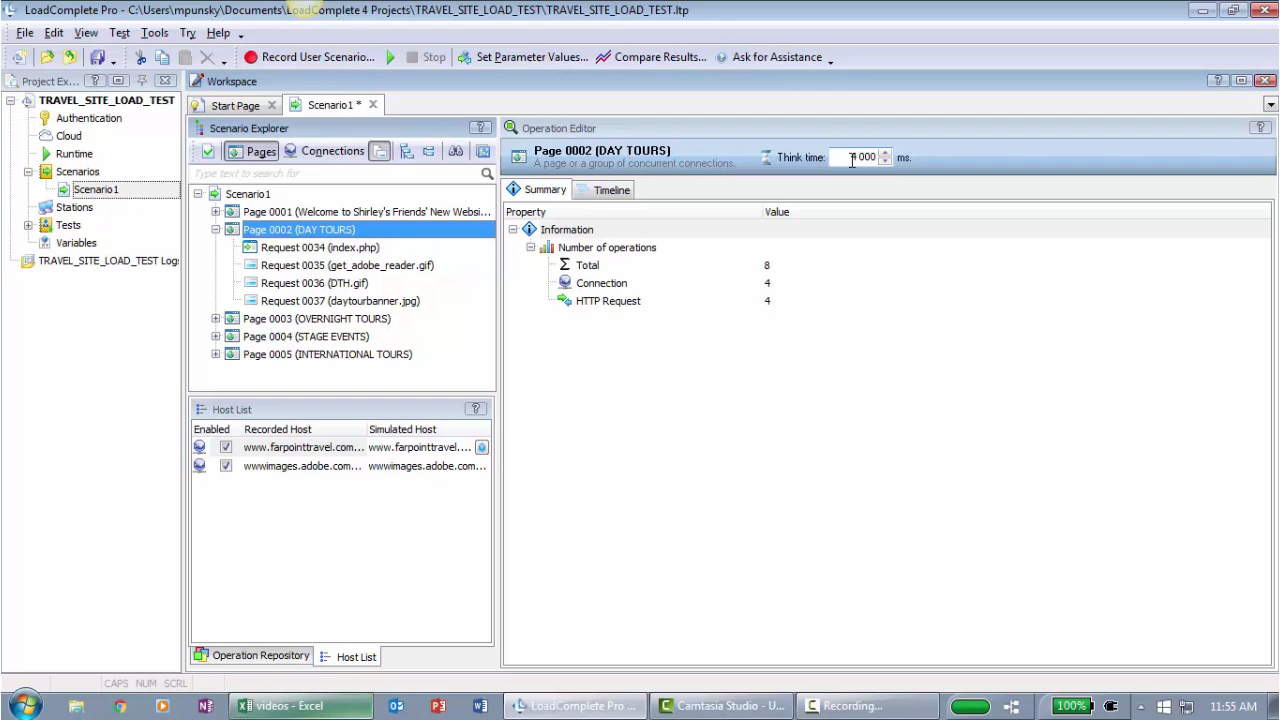 LoadComplete Pro - C:\Users\mpunsky\Documents\LoadComplete 4 Projects\TRAVEL_SITE_LOAD_TEST\TRAVEL_SITE_LOAD_TEST.ltp
File Edit View Test Tools Try Help
Record User Scenario... Stop Set Parameter Values... Compare Results... Ask for Assistance
Project Ex... Workspace
TRAVEL_SITE_LOAD_TEST
Authentication
Cloud
Runtime
Scenarios
Scenario1
Stations
Tests
Variables
TRAVEL_SITE_LOAD_TEST Logs
Start Page Scenario1 *
Scenario Explorer
Pages Connections
Type text to search for
Scenario1
Page 0001 (Welcome to Shirley's Friends' New Websi...
Page 0002 (DAY TOURS)
Request 0034 (index.php)
Request 0035 (get_adobe_reader.gif)
Request 0036 (DTH.gif)
Request 0037 (daytourbanner.jpg)
Page 0003 (OVERNIGHT TOURS)
Page 0004 (STAGE EVENTS)
Page 0005 (INTERNATIONAL TOURS)
Host List
Enabled Recorded Host Simulated Host
www.farpointtravel.com... www.farpointtravel....
wwwimages.adobe.com... wwwimages.adobe.com...
Operation Repository Host List
Operation Editor
Page 0002 (DAY TOURS)
A page or a group of concurrent connections.
Think time: 000 ms.
Summary Timeline
Property Value
Information
Number of operations
Total 8
Connection 4
HTTP Request 4
CAPS NUM SCRL
videos - Excel LoadComplete Pro ... Camtasia Studio - U... Recording... 100% 11:55 AM